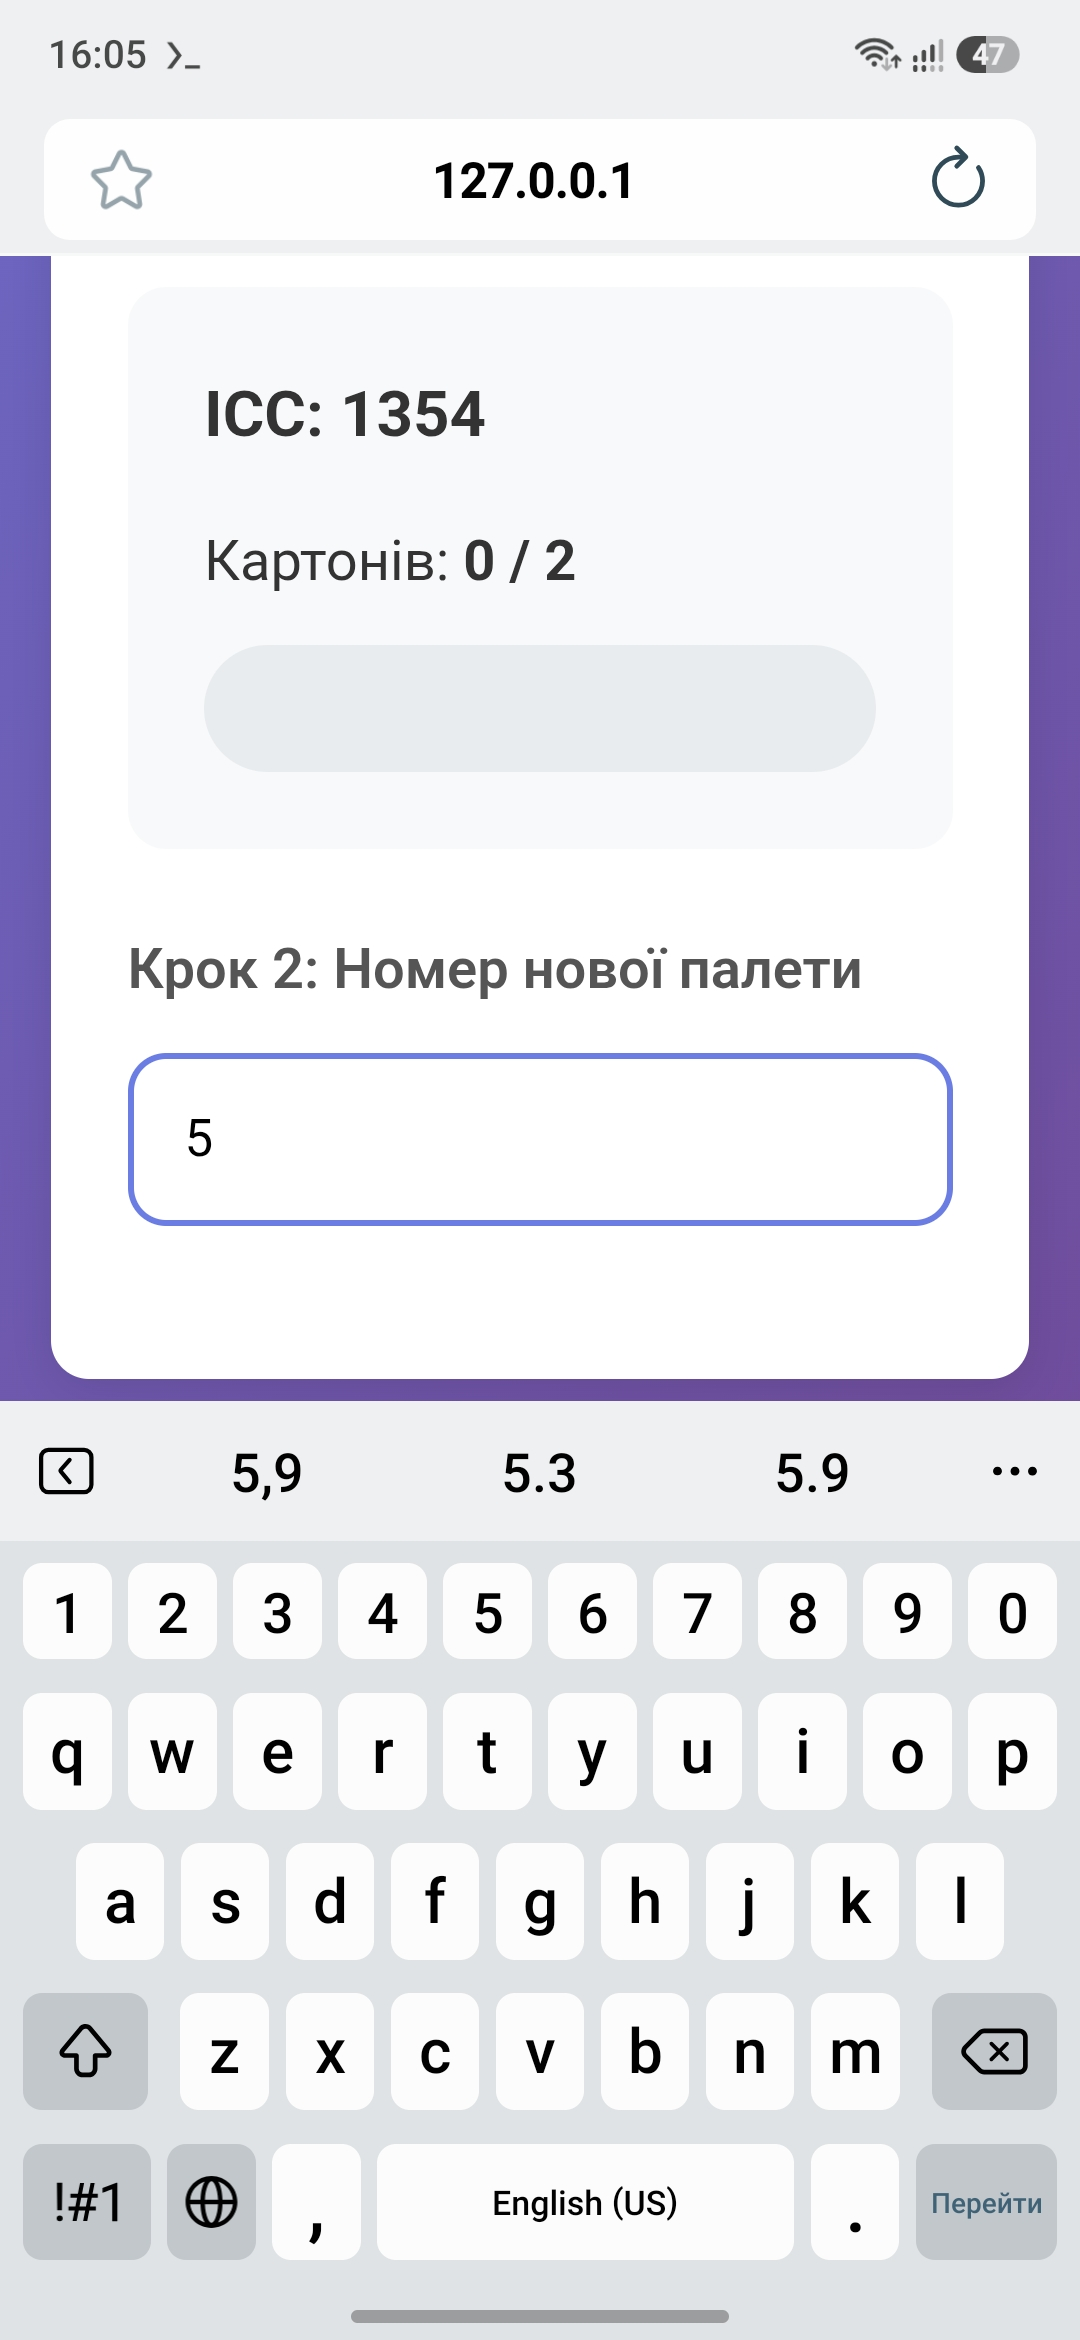 16:05
47
127.0.0.1
ICC: 1354
Картонів: 0 / 2
Крок 2: Номер нової палети
5
5,9 5.3 5.9 ...
1 2 3 4 5 6 7 8 9 0
q w e r t y u i o p
a s d f g h j k l
z x c v b n m
!#1 , English (US) . Перейти